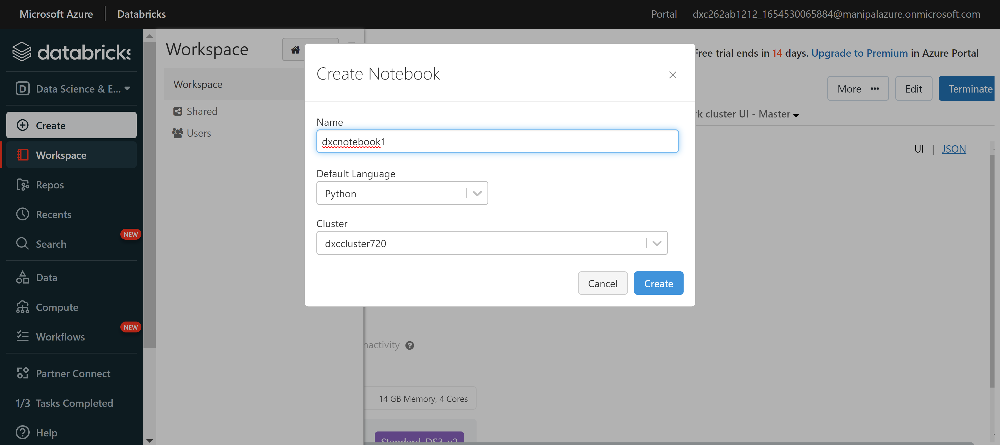 Microsoft Azure | Databricks
Portal dxc262ab1212_1654530065884@manipalazure.onmicrosoft.com
databricks
D Data Science & E...
Create
Workspace
Repos
Recents
NEW
Search
Data
Compute
NEW
Workflows
Partner Connect
1/3 Tasks Completed
Help
Workspace
Workspace
Shared
Users
Create Notebook
Name
dxcnotebook1
Default Language
Python
Cluster
dxccluster720
Cancel Create
Free trial ends in 14 days. Upgrade to Premium in Azure Portal
More ... Edit Terminate
rk cluster UI - Master
UI | JSON
nactivity
14 GB Memory, 4 Cores
Standard_DS3_v2